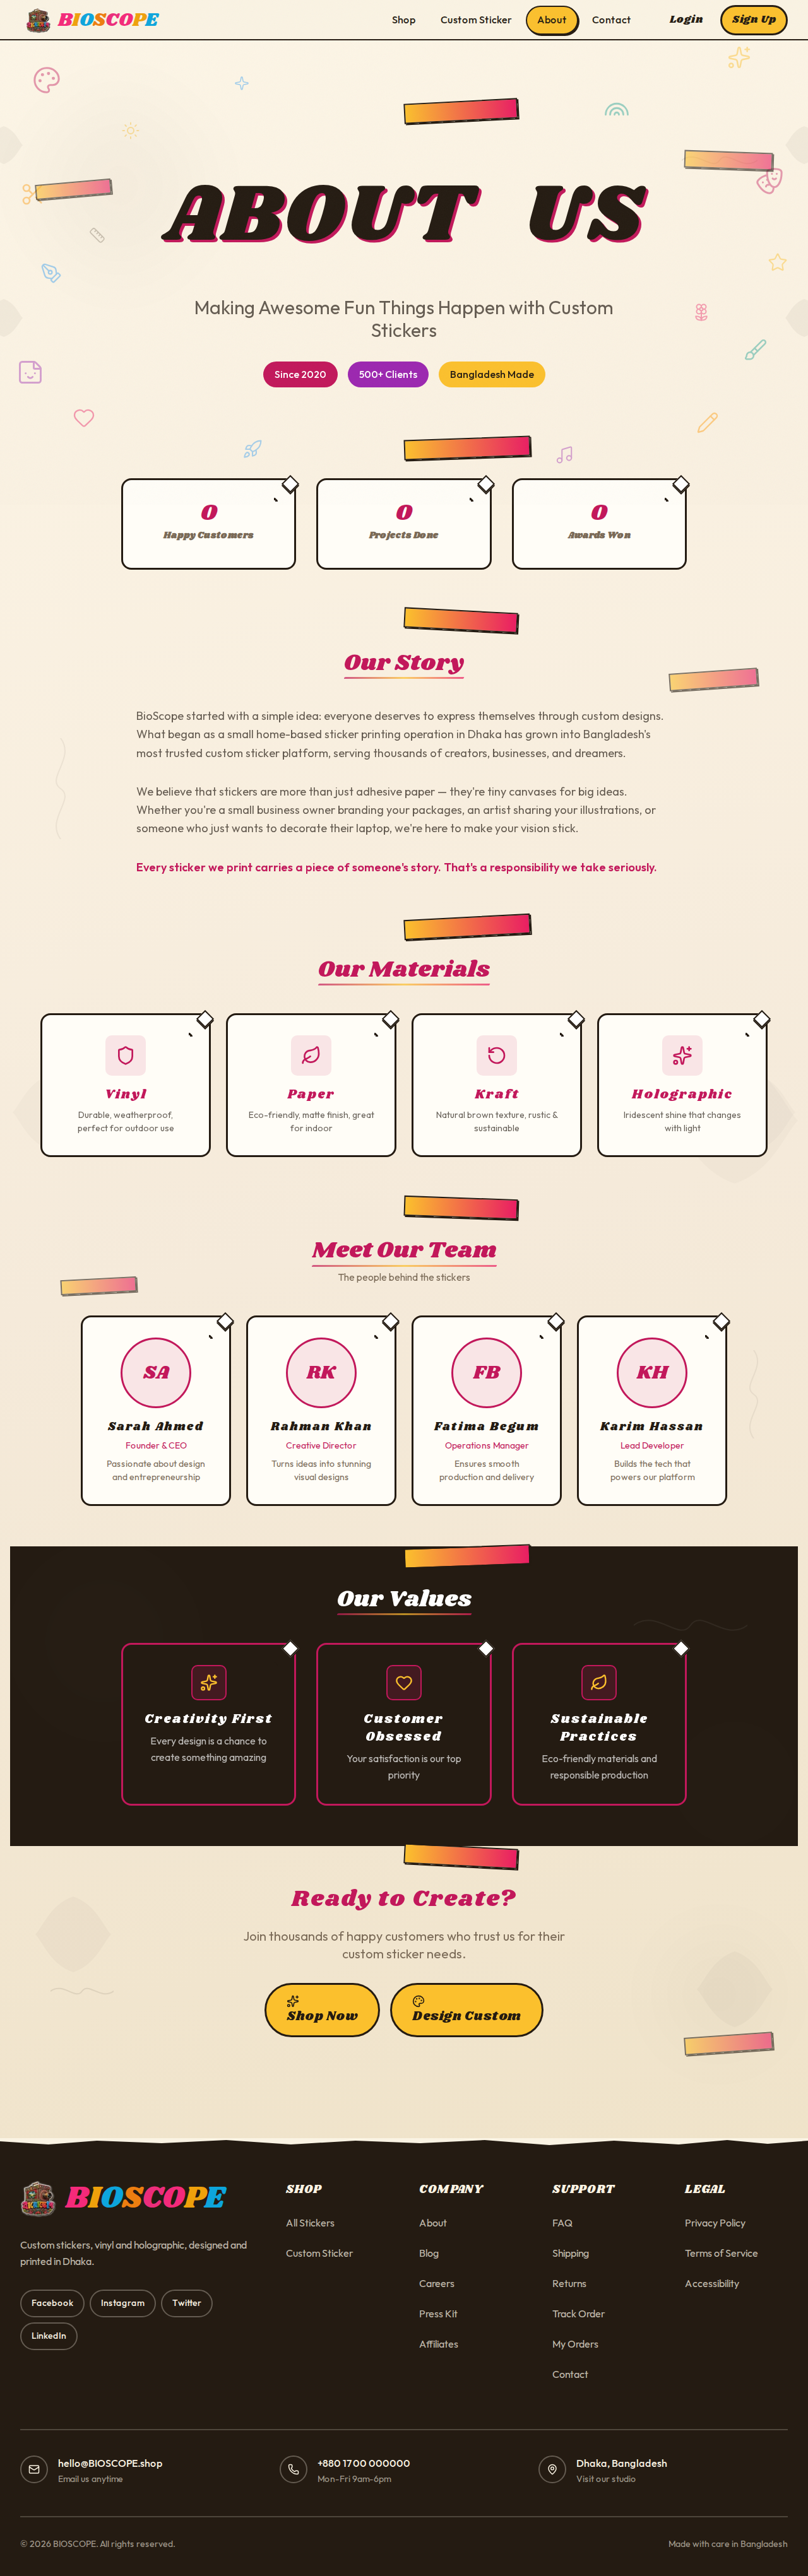 BIOSCOPE
Shop
Custom Sticker
About
Contact
Login
Sign Up
ABOUT US
Making Awesome Fun Things Happen with Custom
Stickers
Since 2020
500+ Clients
Bangladesh Made
0
Happy Customers
0
Projects Done
0
Awards Won
Our Story
BioScope started with a simple idea: everyone deserves to express themselves through custom designs.
What began as a small home-based sticker printing operation in Dhaka has grown into Bangladesh's
most trusted custom sticker platform, serving thousands of creators, businesses, and dreamers.
We believe that stickers are more than just adhesive paper — they're tiny canvases for big ideas.
Whether you're a small business owner branding your packages, an artist sharing your illustrations, or
someone who just wants to decorate their laptop, we're here to make your vision stick.
Every sticker we print carries a piece of someone's story. That's a responsibility we take seriously.
Our Materials
Vinyl
Durable, weatherproof,
perfect for outdoor use
Paper
Eco-friendly, matte finish, great
for indoor
Kraft
Natural brown texture, rustic &
sustainable
Holographic
Iridescent shine that changes
with light
Meet Our Team
The people behind the stickers
SA
Sarah Ahmed
Founder & CEO
Passionate about design
and entrepreneurship
RK
Rahman Khan
Creative Director
Turns ideas into stunning
visual designs
FB
Fatima Begum
Operations Manager
Ensures smooth
production and delivery
KH
Karim Hassan
Lead Developer
Builds the tech that
powers our platform
Our Values
Creativity First
Every design is a chance to
create something amazing
Customer
Obsessed
Your satisfaction is our top
priority
Sustainable
Practices
Eco-friendly materials and
responsible production
Ready to Create?
Join thousands of happy customers who trust us for their
custom sticker needs.
Shop Now
Design Custom
BIOSCOPE
Custom stickers, vinyl and holographic, designed and
printed in Dhaka.
Facebook
Instagram
Twitter
LinkedIn
SHOP
All Stickers
Custom Sticker
COMPANY
About
Blog
Careers
Press Kit
Affiliates
SUPPORT
FAQ
Shipping
Returns
Track Order
My Orders
Contact
LEGAL
Privacy Policy
Terms of Service
Accessibility
hello@BIOSCOPE.shop
Email us anytime
+880 1700 000000
Mon-Fri 9am-6pm
Dhaka, Bangladesh
Visit our studio
© 2026 BIOSCOPE. All rights reserved.
Made with care in Bangladesh